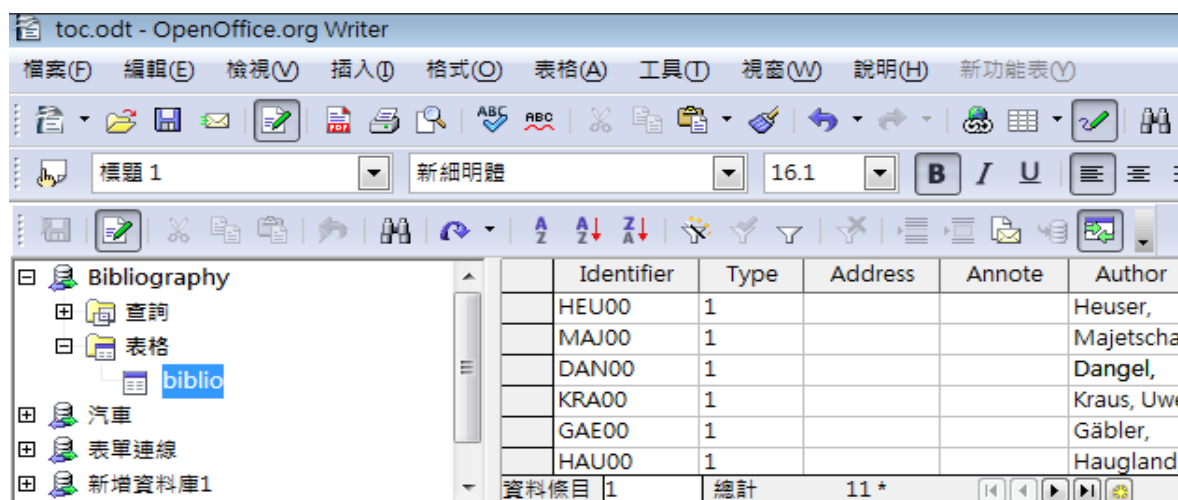 toc.odt - OpenOffice.org Writer
檔案(F) 編輯(E) 檢視(V) 插入(I) 格式(O) 表格(A) 工具(T) 視窗(W) 說明(H) 新功能表(Y)
PDF ABC ABC
標題 1 新細明體 16.1 B I U
A Z A Z Z A
Bibliography
查詢
表格
biblio
汽車
表單連線
新增資料庫1
Identifier Type Address Annote Author
HEU00 1 Heuser,
MAJ00 1 Majetscha
DAN00 1 Dangel,
KRA00 1 Kraus, Uwe
GAE00 1 Gäbler,
HAU00 1 Haugland
資料條目 1 總計 11 *